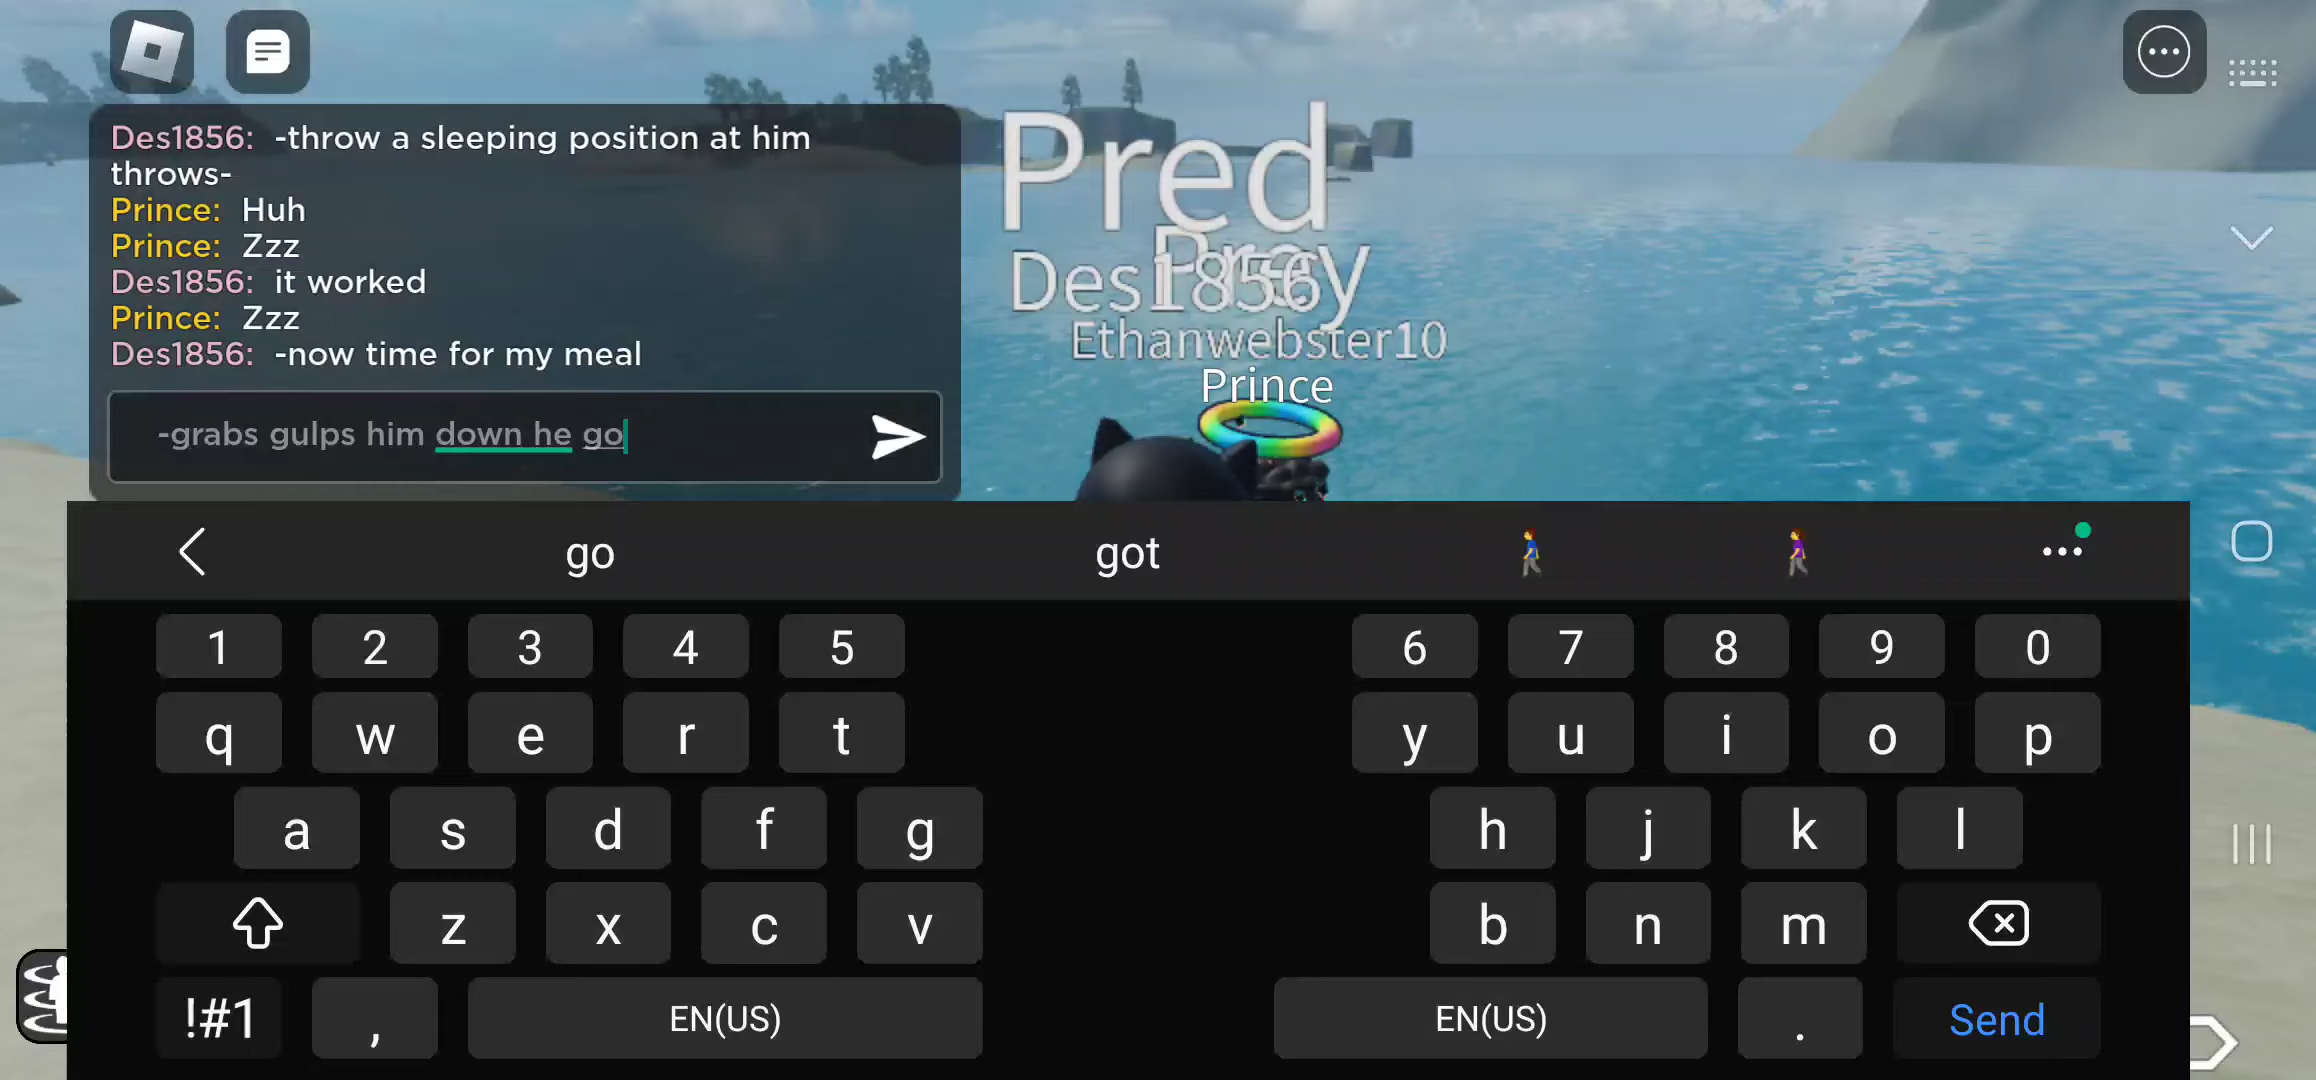 Des1856: -throw a sleeping position at him
throws-
Prince: Huh
Prince: Zzz
Des1856: it worked
Prince: Zzz
Des1856: -now time for my meal
-grabs gulps him down he go
Pred
Prey
Des1856
Ethanwebster10
Prince
go got
1 2 3 4 5 6 7 8 9 0
q w e r t y u i o p
a s d f g h j k l
z x c v b n m
!#1 , EN(US) EN(US) . Send